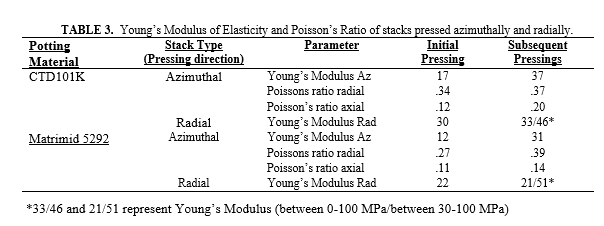 TABLE 3. Young's Modulus of Elasticity and Poisson's Ratio of stacks pressed azimuthally and radially.
Potting Material Stack Type (Pressing direction) Parameter Initial Pressing Subsequent Pressings
CTD101K Azimuthal Young's Modulus Az 17 37
Poissons ratio radial .34 .37
Poisson's ratio axial .12 .20
Radial Young's Modulus Rad 30 33/46*
Matrimid 5292 Azimuthal Young's Modulus Az 12 31
Poissons ratio radial .27 .39
Poisson's ratio axial .11 .14
Radial Young's Modulus Rad 22 21/51*
*33/46 and 21/51 represent Young's Modulus (between 0-100 MPa/between 30-100 MPa)